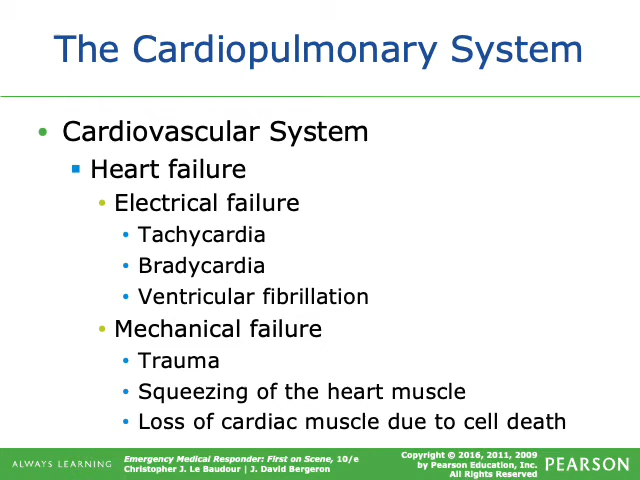 The Cardiopulmonary System
• Cardiovascular System
▪ Heart failure
• Electrical failure
• Tachycardia
• Bradycardia
• Ventricular fibrillation
• Mechanical failure
• Trauma
• Squeezing of the heart muscle
• Loss of cardiac muscle due to cell death
ALWAYS LEARNING
Emergency Medical Responder: First on Scene, 10/e
Christopher J. Le Baudour | J. David Bergeron
Copyright © 2016, 2011, 2009
by Pearson Education, Inc.
All Rights Reserved
PEARSON